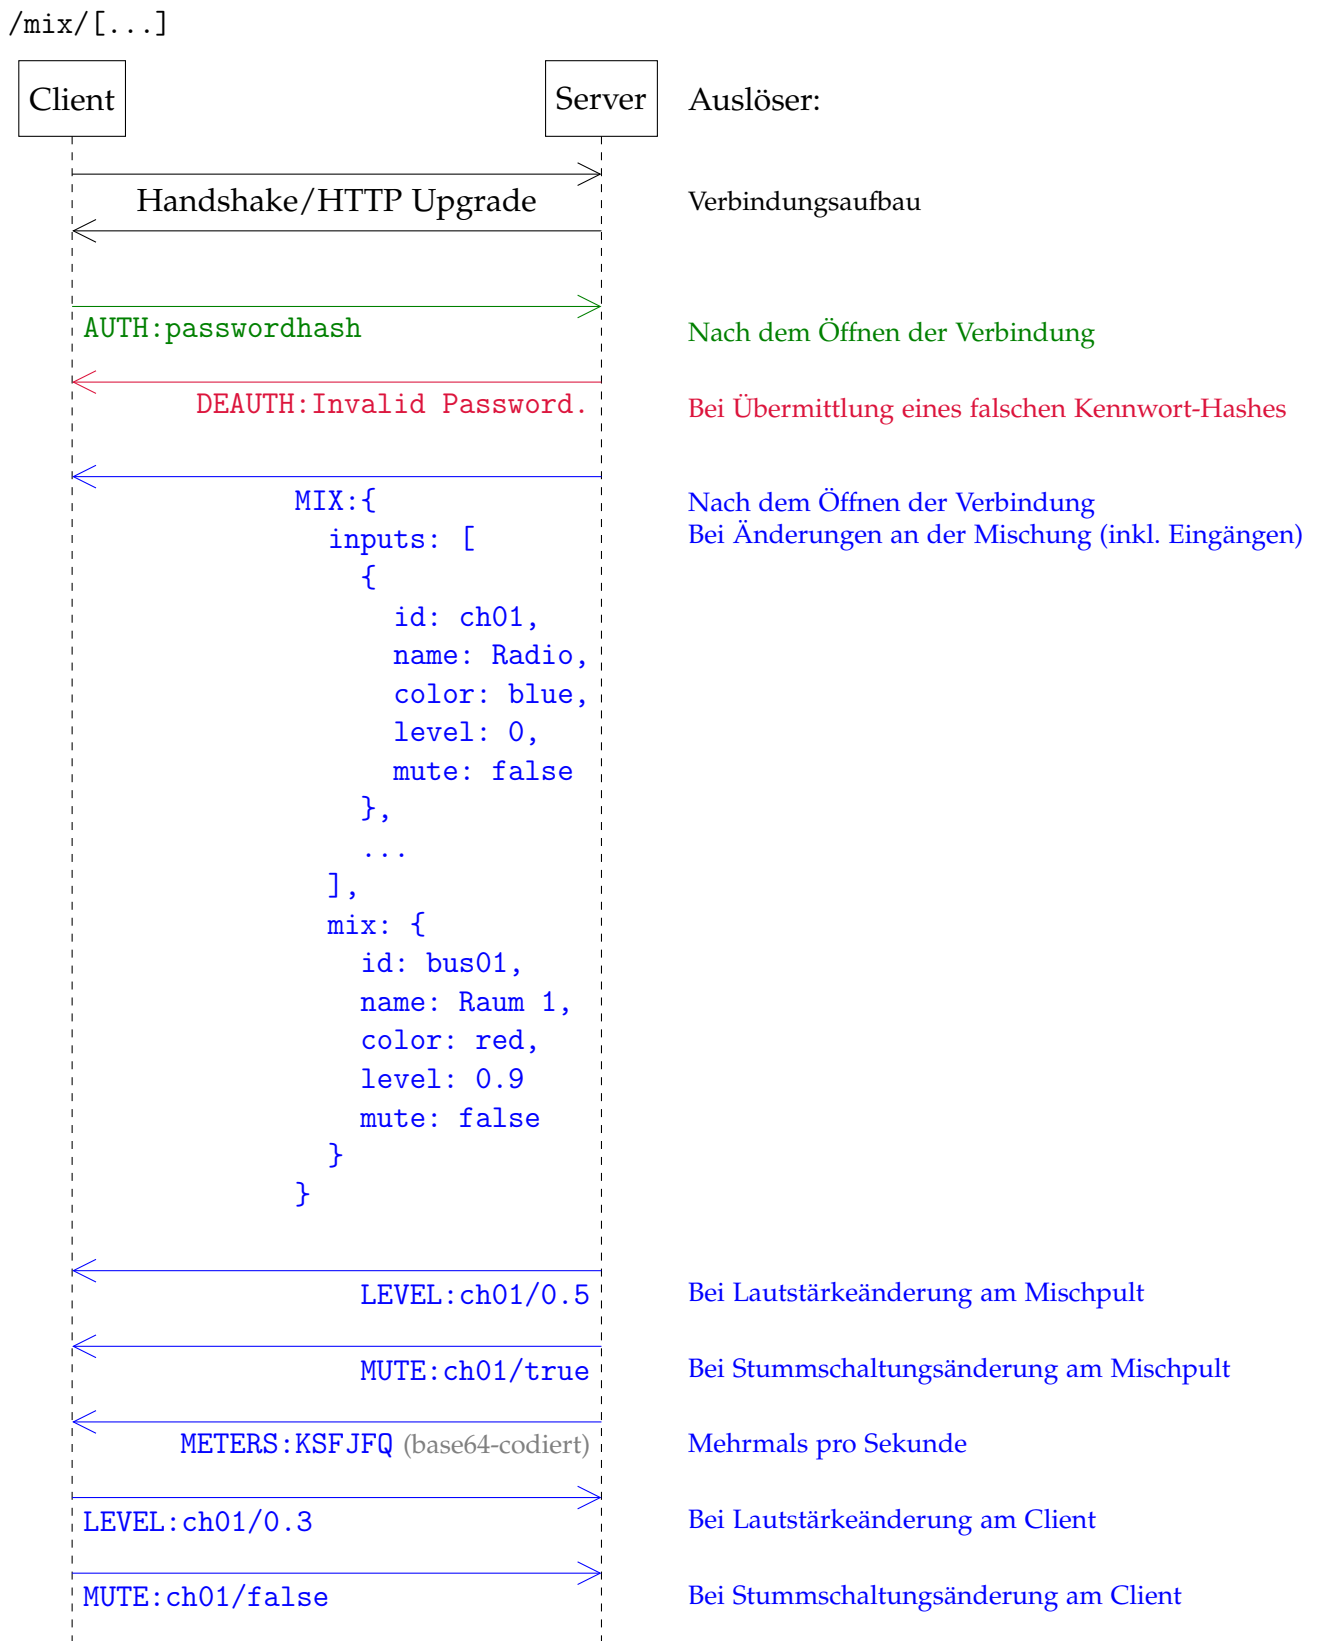 /mix/[...]
Client Server Auslöser:
Handshake/HTTP Upgrade Verbindungsaufbau
AUTH:passwordhash Nach dem Öffnen der Verbindung
DEAUTH:Invalid Password. Bei Übermittlung eines falschen Kennwort-Hashes
MIX:{ Nach dem Öffnen der Verbindung
inputs: [ Bei Änderungen an der Mischung (inkl. Eingängen)
{
id: ch01,
name: Radio,
color: blue,
level: 0,
mute: false
},
...
],
mix: {
id: bus01,
name: Raum 1,
color: red,
level: 0.9
mute: false
}
}
LEVEL:ch01/0.5 Bei Lautstärkeänderung am Mischpult
MUTE:ch01/true Bei Stummschaltungsänderung am Mischpult
METERS:KSFJFQ (base64-codiert) Mehrmals pro Sekunde
LEVEL:ch01/0.3 Bei Lautstärkeänderung am Client
MUTE:ch01/false Bei Stummschaltungsänderung am Client